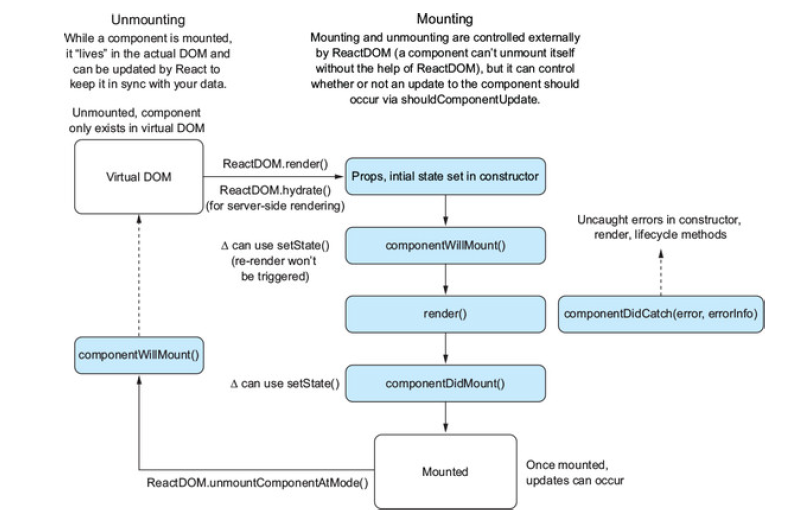 Unmounting
While a component is mounted,
it “lives” in the actual DOM and
can be updated by React to
keep it in sync with your data.
Unmounted, component
only exists in virtual DOM
Mounting
Mounting and unmounting are controlled externally
by ReactDOM (a component can’t unmount itself
without the help of ReactDOM), but it can control
whether or not an update to the component should
occur via shouldComponentUpdate.
Virtual DOM
ReactDOM.render()
ReactDOM.hydrate()
(for server-side rendering)
Props, intial state set in constructor
Δ can use setState()
(re-render won’t
be triggered)
componentWillMount()
Uncaught errors in constructor,
render, lifecycle methods
render()
componentDidCatch(error, errorInfo)
componentWillMount()
Δ can use setState()
componentDidMount()
Mounted
Once mounted,
updates can occur
ReactDOM.unmountComponentAtMode()